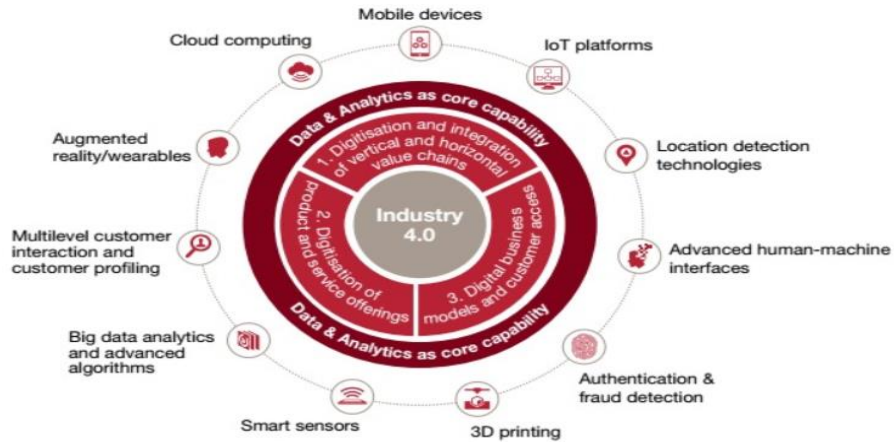 Mobile devices
Cloud computing
IoT platforms
Augmented
reality/wearables
Location detection
technologies
Multilevel customer
interaction and
customer profiling
Advanced human-machine
interfaces
Big data analytics
and advanced
algorithms
Authentication &
fraud detection
Smart sensors
3D printing
Data & Analytics as core capability
1. Digitisation and integration
of vertical and horizontal
value chains
2. Digitisation of
product and service offerings
3. Digital business
models and customer access
Industry
4.0
Data & Analytics as core capability